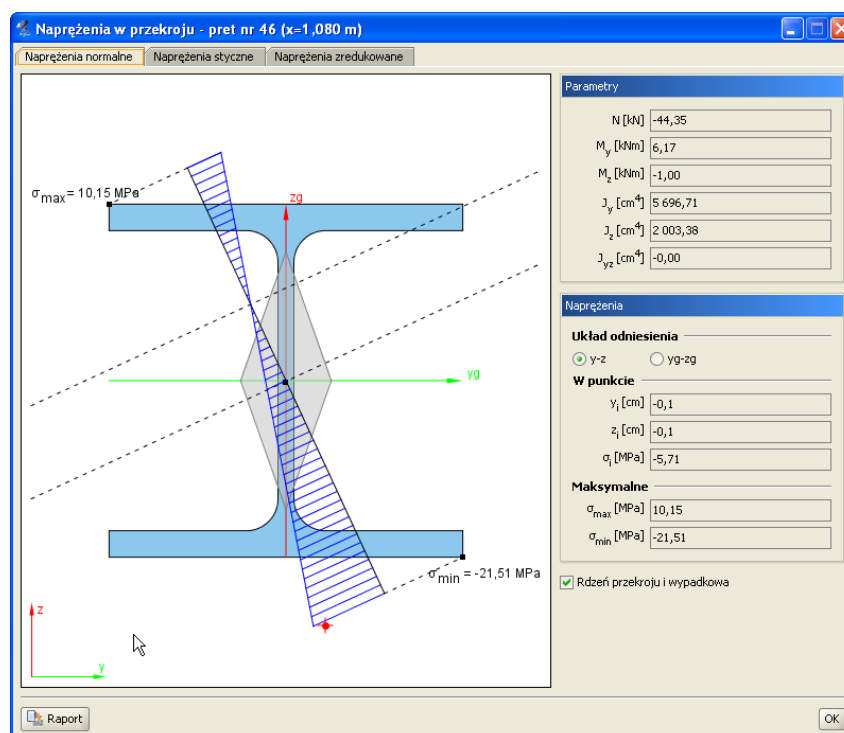 Naprężenia w przekroju - pret nr 46 (x=1,080 m)
Naprężenia normalne
Naprężenia styczne
Naprężenia zredukowane
σmax = 10,15 MPa
zg
yg
σmin = -21,51 MPa
z
y
Parametry
N [kN] -44,35
My [kNm] 6,17
Mz [kNm] -1,00
Jy [cm4] 5 696,71
Jz [cm4] 2 003,38
Jyz [cm4] -0,00
Naprężenia
Układ odniesienia
y-z
yg-zg
W punkcie
yi [cm] -0,1
zi [cm] -0,1
σi [MPa] -5,71
Maksymalne
σmax [MPa] 10,15
σmin [MPa] -21,51
Rdzeń przekroju i wypadkowa
Raport
OK